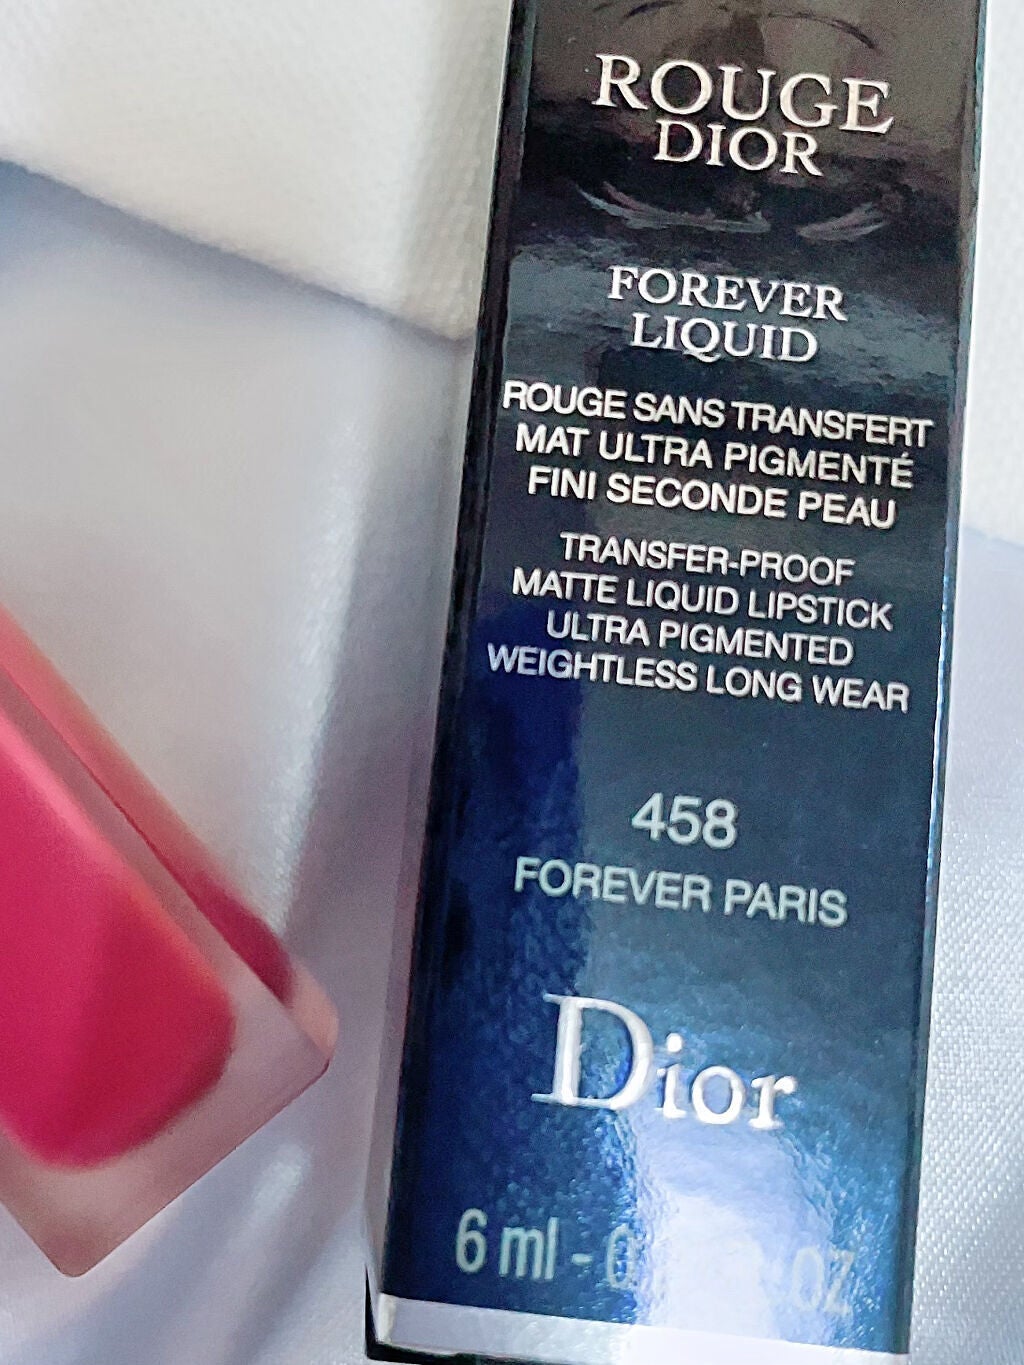 ROUGE
DIOR
FOREVER
LIQUID
ROUGE SANS TRANSFERT
MAT ULTRA PIGMENTÉ
FINI SECONDE PEAU
TRANSFER-PROOF
MATTE LIQUID LIPSTICK
ULTRA PIGMENTED
WEIGHTLESS LONG WEAR
458
FOREVER PARIS
Dior
6 ml - OZ